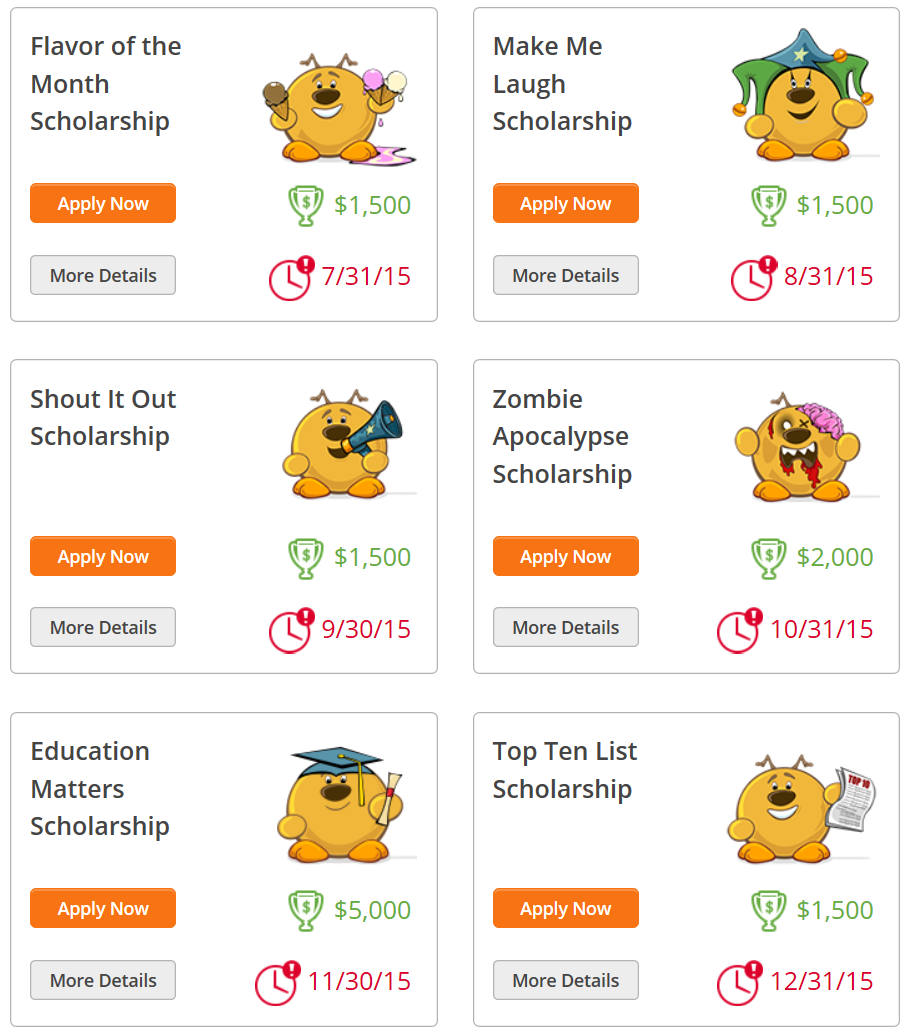 Flavor of the
Month
Scholarship
Apply Now
$ $1,500
More Details
! 7/31/15
Make Me
Laugh
Scholarship
Apply Now
$ $1,500
More Details
! 8/31/15
Shout It Out
Scholarship
Apply Now
$ $1,500
More Details
! 9/30/15
Zombie
Apocalypse
Scholarship
Apply Now
$ $2,000
More Details
! 10/31/15
Education
Matters
Scholarship
Apply Now
$ $5,000
More Details
! 11/30/15
Top Ten List
Scholarship
TOP 10
Apply Now
$ $1,500
More Details
! 12/31/15